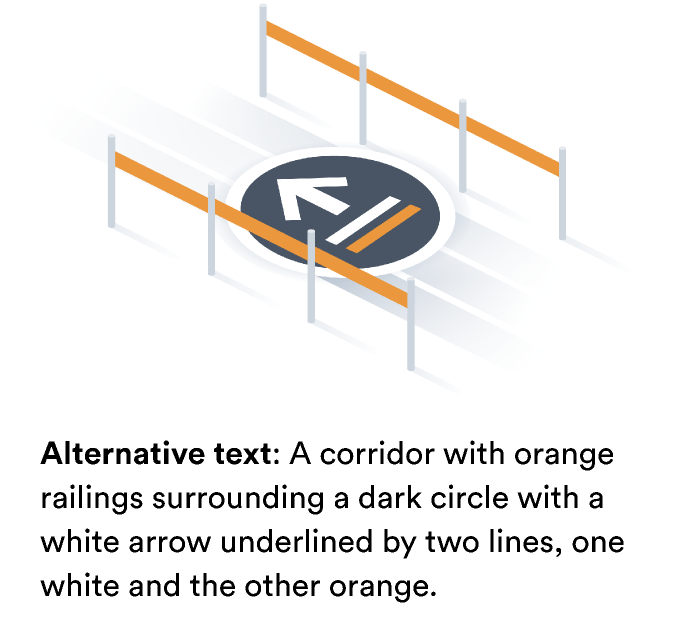 Alternative text: A corridor with orange
railings surrounding a dark circle with a
white arrow underlined by two lines, one
white and the other orange.